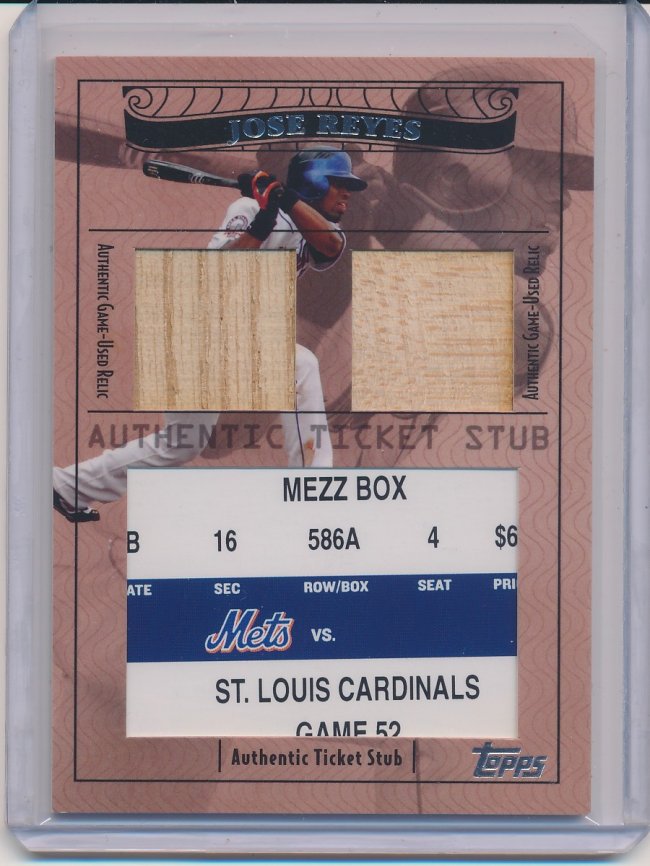 JOSE REYES
AUTHENTIC GAME-USED RELIC
AUTHENTIC GAME-USED RELIC
AUTHENTIC TICKET STUB
MEZZ BOX
B 16 586A 4 $6
ATE SEC ROW/BOX SEAT PRI
Mets VS.
ST. LOUIS CARDINALS
GAME 52
Authentic Ticket Stub
Topps